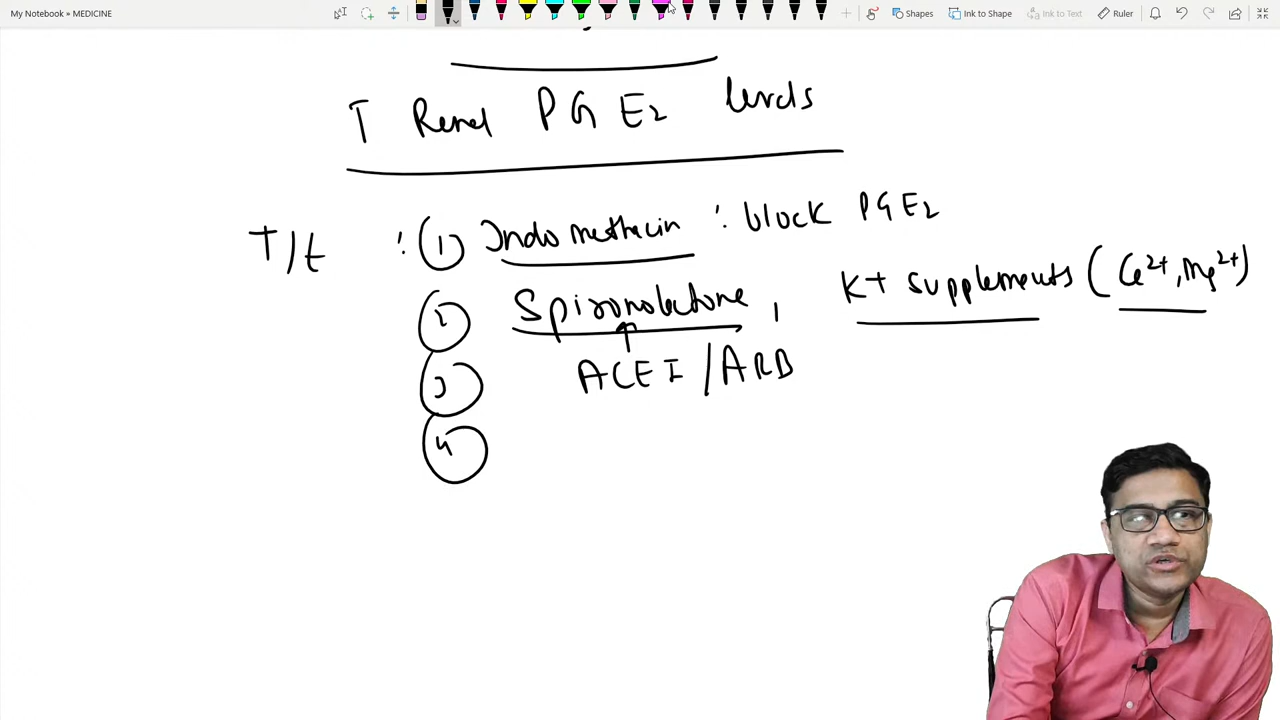 My Notebook » MEDICINE
Shapes
Ink to Shape
Ink to Text
Ruler
↑ Renal PGE2 levels
T/t : ① Indomethacin : block PGE2
② Spironolactone, K+ supplements (Ca2+, Mg2+)
③ ACEI/ARB
④